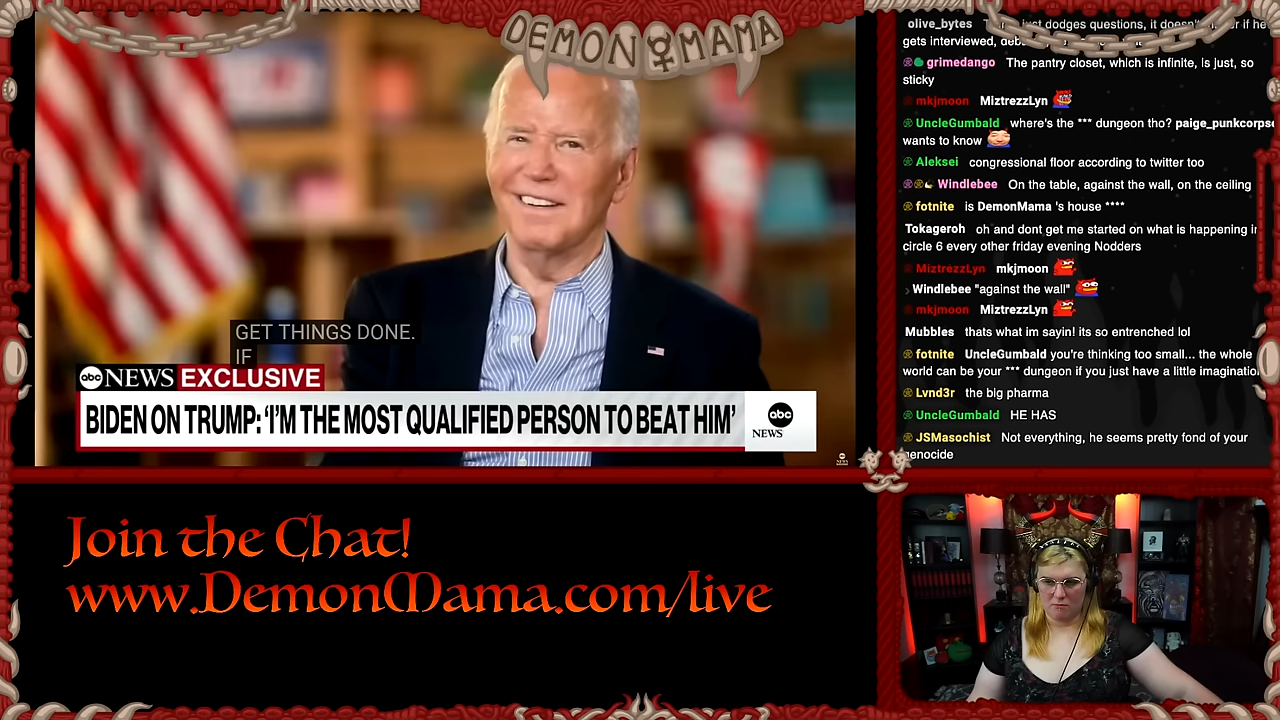 DEMON MAMA
GET THINGS DONE.
IF
abc NEWS EXCLUSIVE
BIDEN ON TRUMP: ‘I’M THE MOST QUALIFIED PERSON TO BEAT HIM’
abc
NEWS
Join the Chat!
www.DemonMama.com/live
olive_bytes just dodges questions, it if he
gets interviewed,
grimedango The pantry closet, which is infinite, is just, so
sticky
mkjmoon MiztrezzLyn
UncleGumbald where's the *** dungeon tho? paige_punkcorpse
wants to know
Aleksei congressional floor according to twitter too
Windlebee On the table, against the wall, on the ceiling
fotnite is DemonMama 's house ****
Tokageroh oh and dont get me started on what is happening in
circle 6 every other friday evening Nodders
MiztrezzLyn mkjmoon
Windlebee "against the wall"
mkjmoon MiztrezzLyn
Mubbles thats what im sayin! its so entrenched lol
fotnite UncleGumbald you're thinking too small... the whole
world can be your *** dungeon if you just have a little imagination
Lvnd3r the big pharma
UncleGumbald HE HAS
JSMasochist Not everything, he seems pretty fond of your
genocide